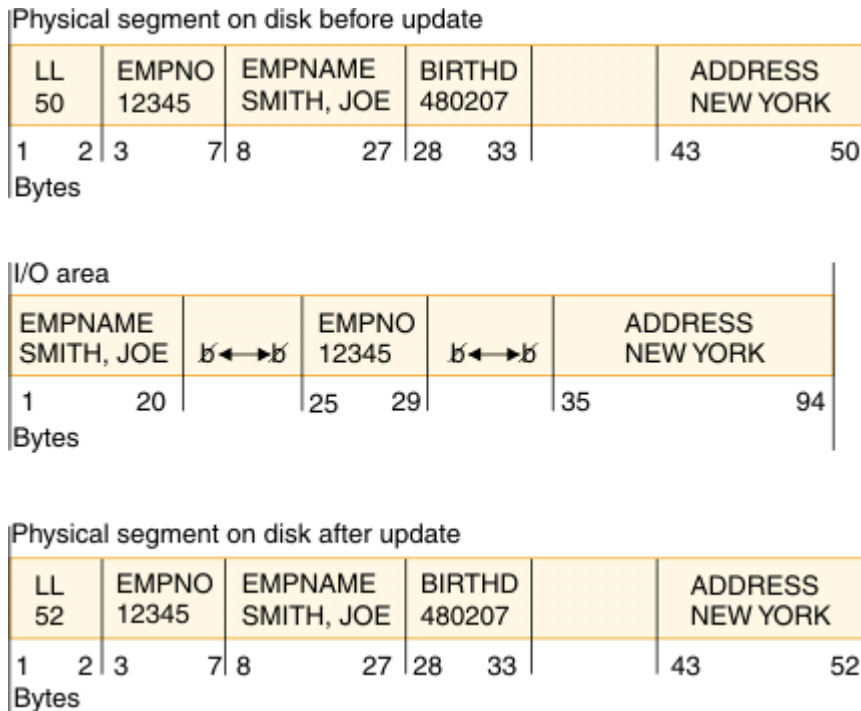 Physical segment on disk before update
LL EMPNO EMPNAME BIRTHD ADDRESS
50 12345 SMITH, JOE 480207 NEW YORK
1 2 3 7 8 27 28 33 43 50
Bytes
I/O area
EMPNAME EMPNO ADDRESS
SMITH, JOE b̸ b̸ 12345 b̸ b̸ NEW YORK
1 20 25 29 35 94
Bytes
Physical segment on disk after update
LL EMPNO EMPNAME BIRTHD ADDRESS
52 12345 SMITH, JOE 480207 NEW YORK
1 2 3 7 8 27 28 33 43 52
Bytes